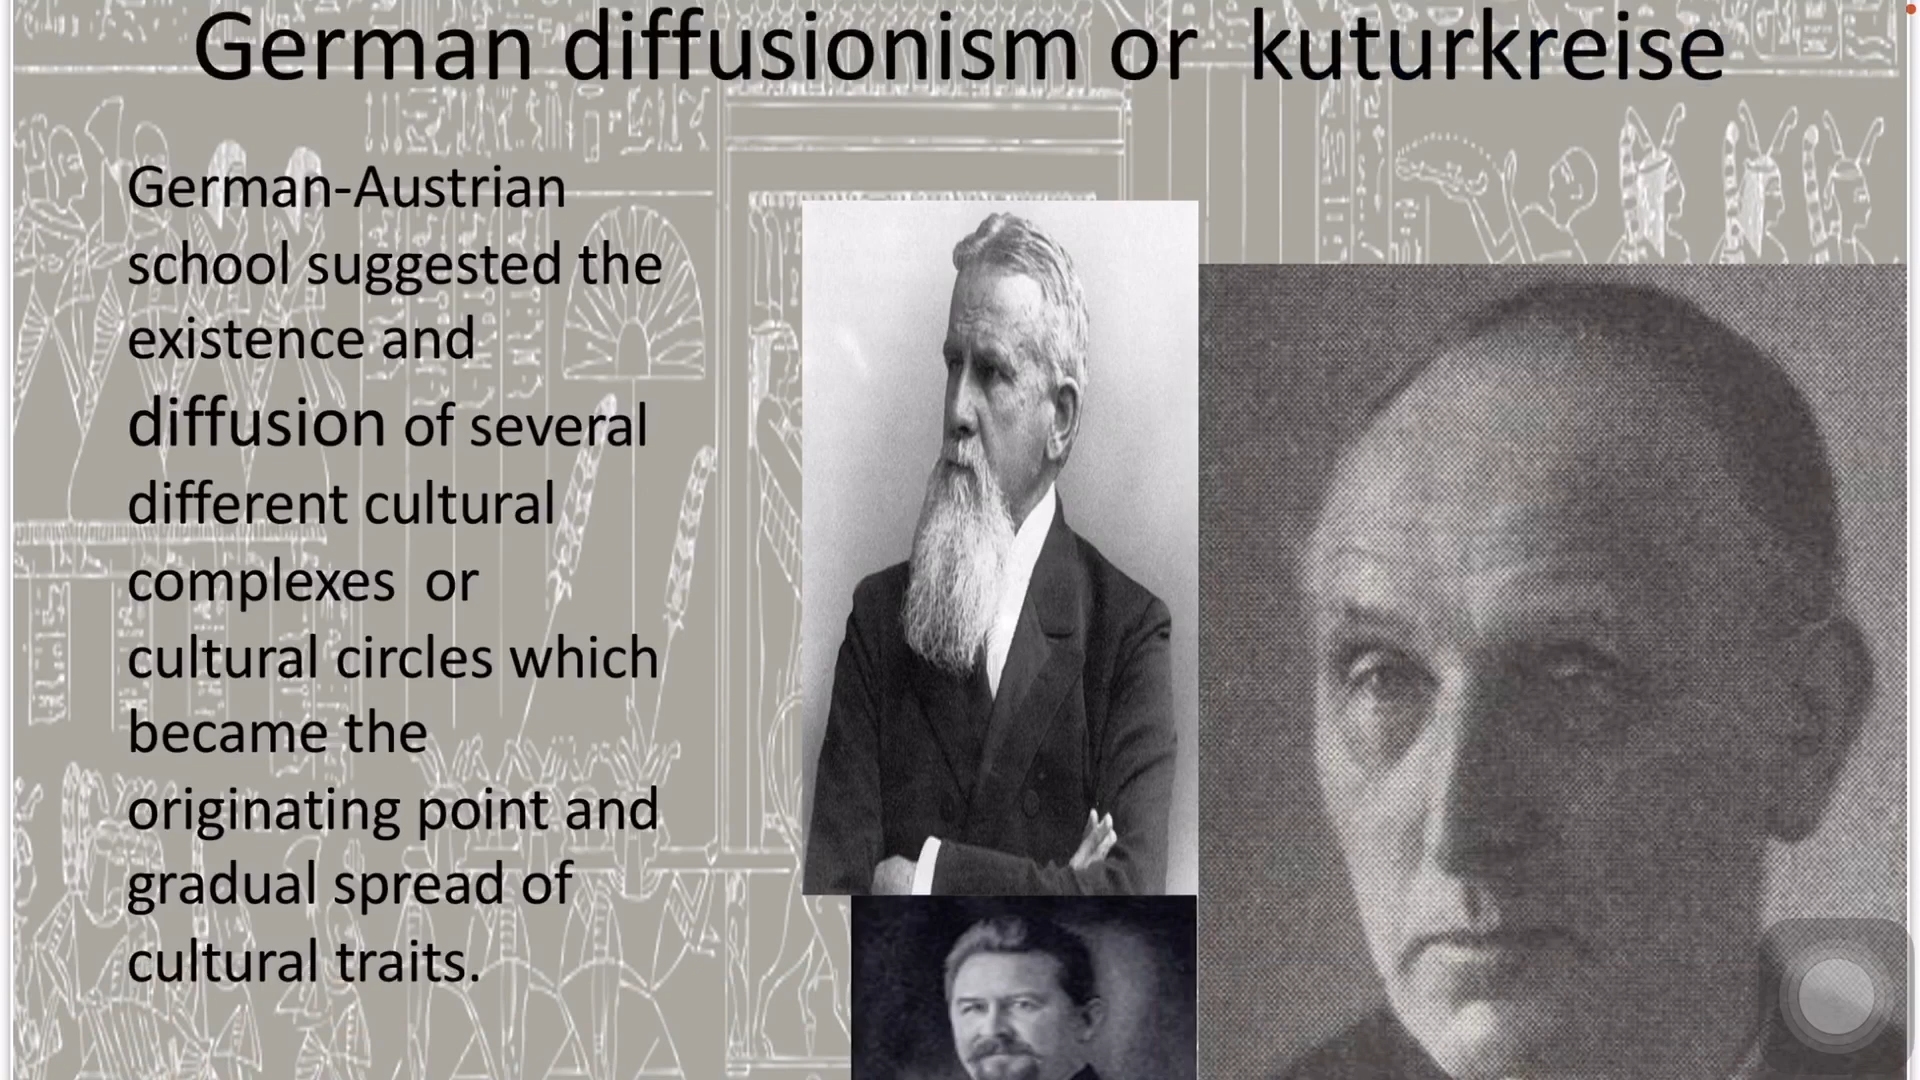 German diffusionism or kuturkreise
German-Austrian
school suggested the
existence and
diffusion of several
different cultural
complexes or
cultural circles which
became the
originating point and
gradual spread of
cultural traits.